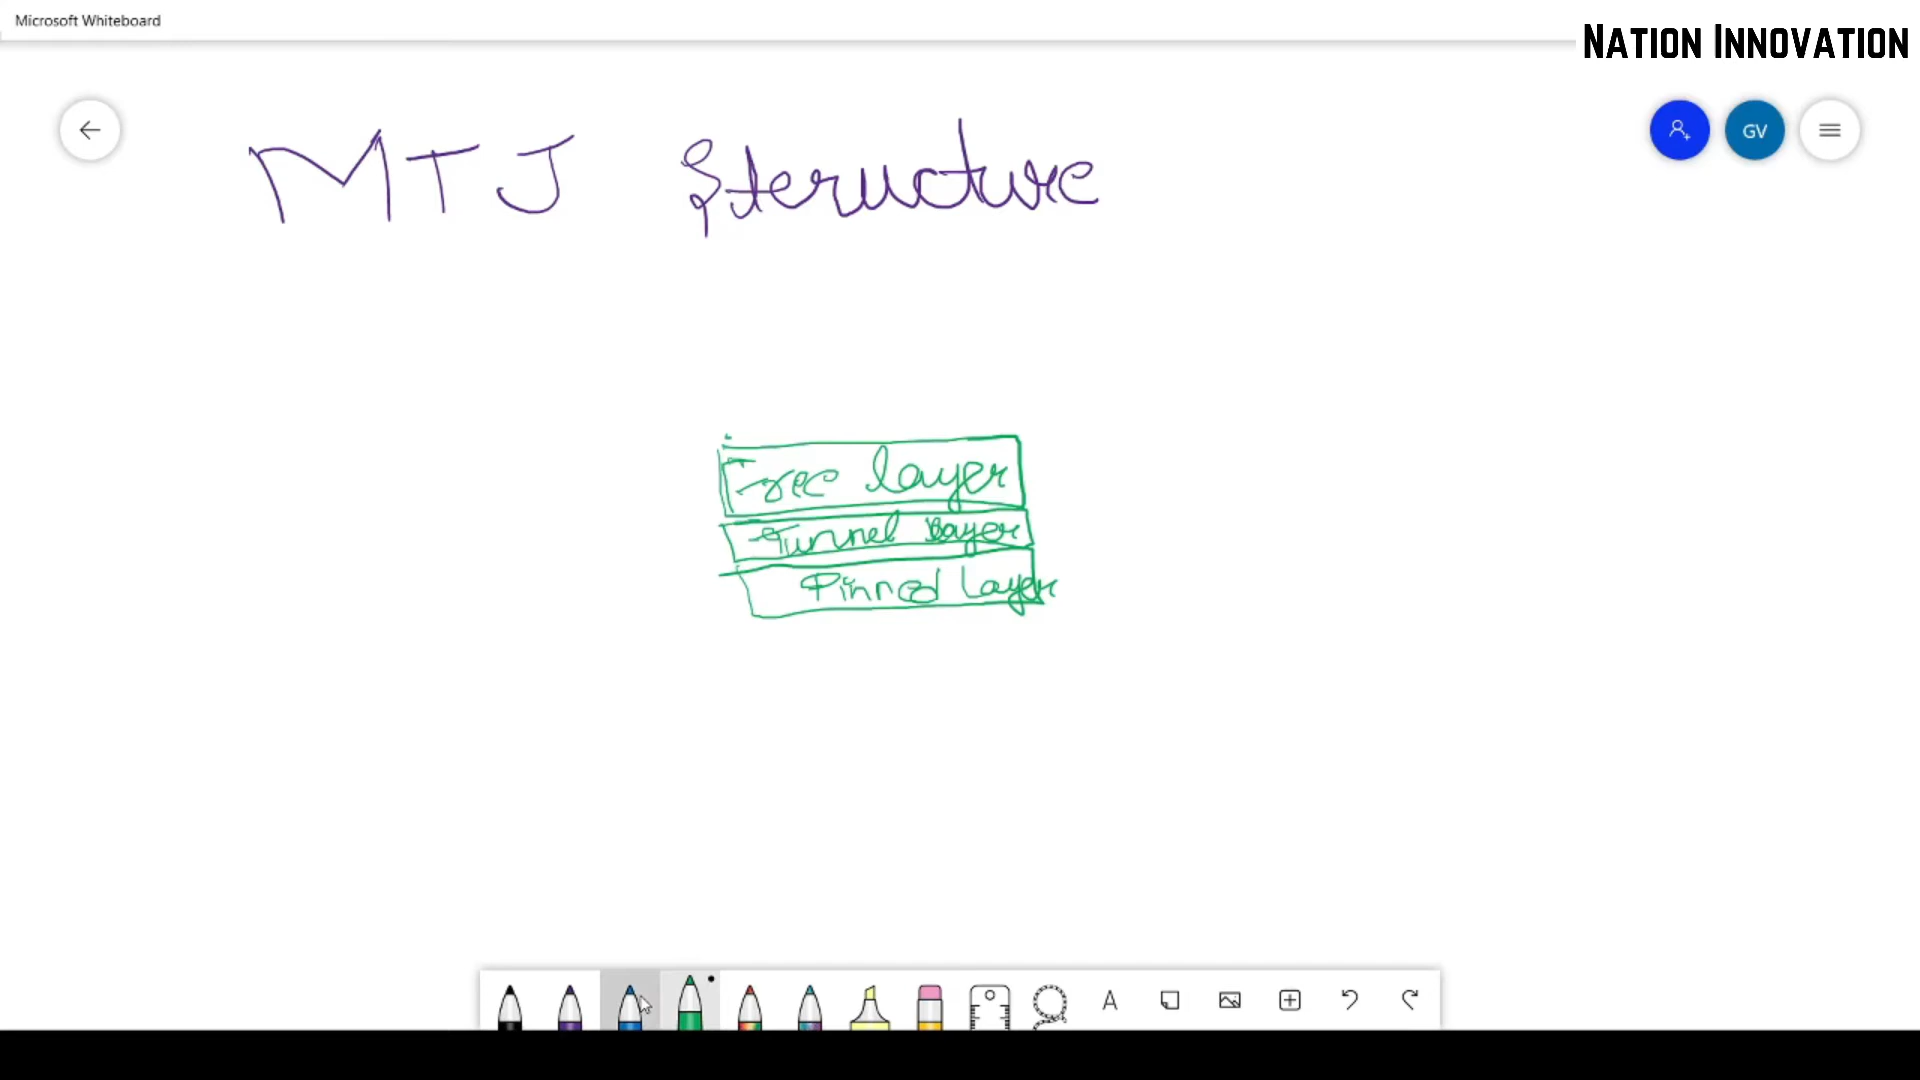 Microsoft Whiteboard
NATION INNOVATION
GV
MTJ Structure
Free layer
Tunnel layer
Pinned Layer
A